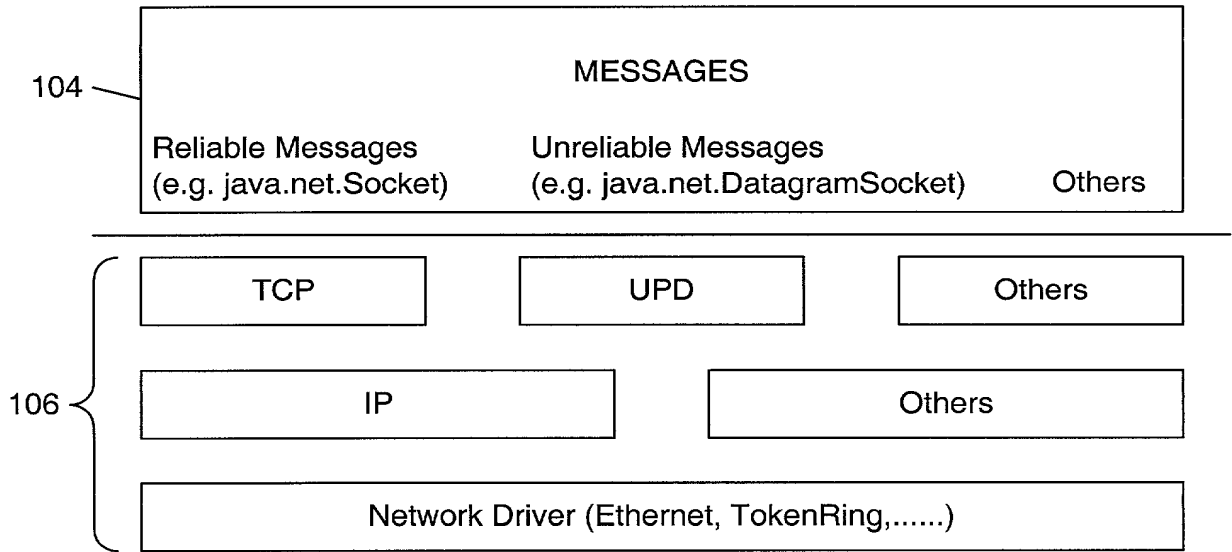 MESSAGES
104
Reliable Messages Unreliable Messages
(e.g. java.net.Socket) (e.g. java.net.DatagramSocket) Others
TCP UPD Others
106 IP Others
Network Driver (Ethernet, TokenRing,......)